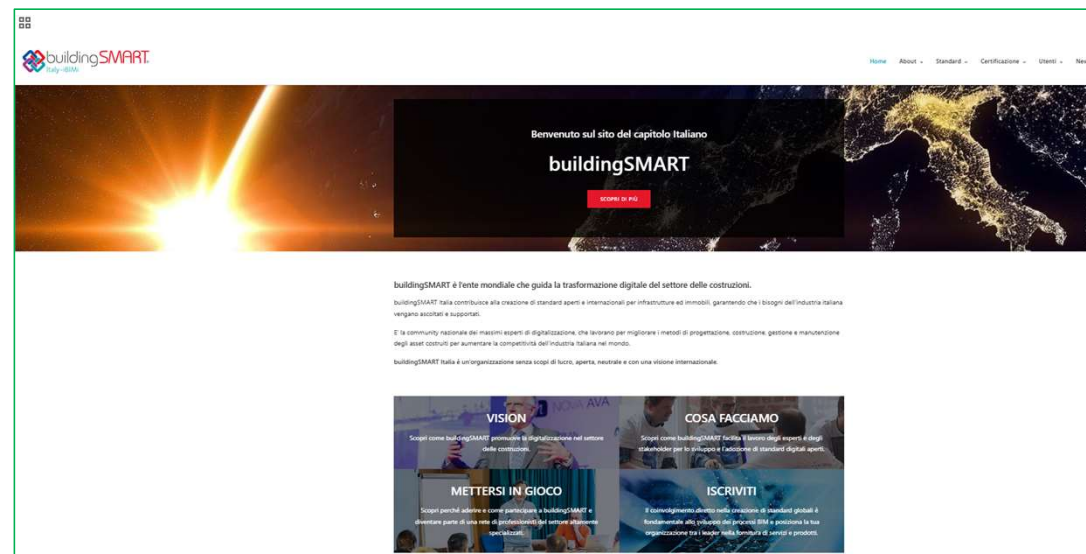 buildingSMART
Italy-IBIMI
Home About Standard Certificazione Utenti New
Benvenuto sul sito del capitolo Italiano
buildingSMART
SCOPRI DI PIÙ
buildingSMART è l'ente mondiale che guida la trasformazione digitale del settore delle costruzioni.
buildingSMART Italia contribuisce alla creazione di standard aperti e internazionali per infrastrutture ed immobili, garantendo che i bisogni dell'industria italiana
vengano ascoltati e supportati.
E' la community nazionale dei massimi esperti di digitalizzazione, che lavorano per migliorare i metodi di progettazione, costruzione, gestione e manutenzione
degli asset costruiti per aumentare la competitività dell'industria Italiana nel mondo.
buildingSMART Italia é un'organizzazione senza scopi di lucro, aperta, neutrale e con una visione internazionale.
NOVA AVA
VISION
Scopri come buildingSMART promuove la digitalizzazione nel settore
delle costruzioni.
COSA FACCIAMO
Scopri come buildingSMART facilita il lavoro degli esperti e degli
stakeholder per lo sviluppo e l'adozione di standard digitali aperti.
METTERSI IN GIOCO
Scopri perché aderire e come partecipare a buildingSMART e
diventare parte di una rete di professionisti del settore altamente
specializzati.
ISCRIVITI
Il coinvolgimento diretto nella creazione di standard globali è
fondamentale allo sviluppo dei processi BIM e posiziona la tua
organizzazione tra i leader nella fornitura di servizi e prodotti.